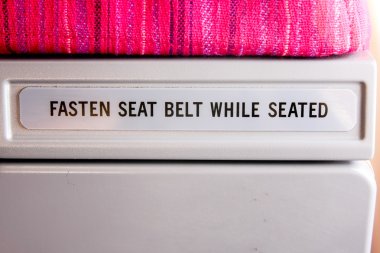 FASTEN SEAT BELT WHILE SEATED